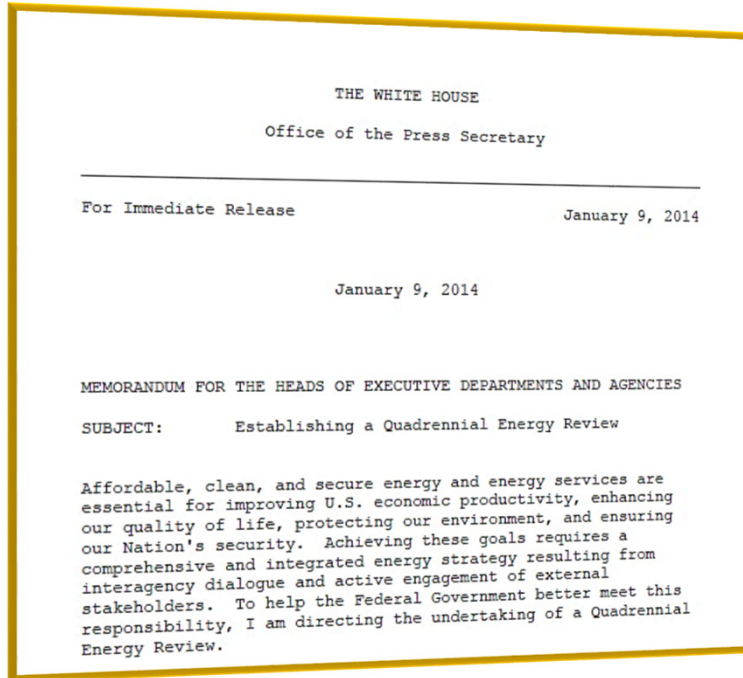 THE WHITE HOUSE
Office of the Press Secretary
For Immediate Release January 9, 2014
January 9, 2014
MEMORANDUM FOR THE HEADS OF EXECUTIVE DEPARTMENTS AND AGENCIES
SUBJECT: Establishing a Quadrennial Energy Review
Affordable, clean, and secure energy and energy services are
essential for improving U.S. economic productivity, enhancing
our quality of life, protecting our environment, and ensuring
our Nation's security. Achieving these goals requires a
comprehensive and integrated energy strategy resulting from
interagency dialogue and active engagement of external
stakeholders. To help the Federal Government better meet this
responsibility, I am directing the undertaking of a Quadrennial
Energy Review.